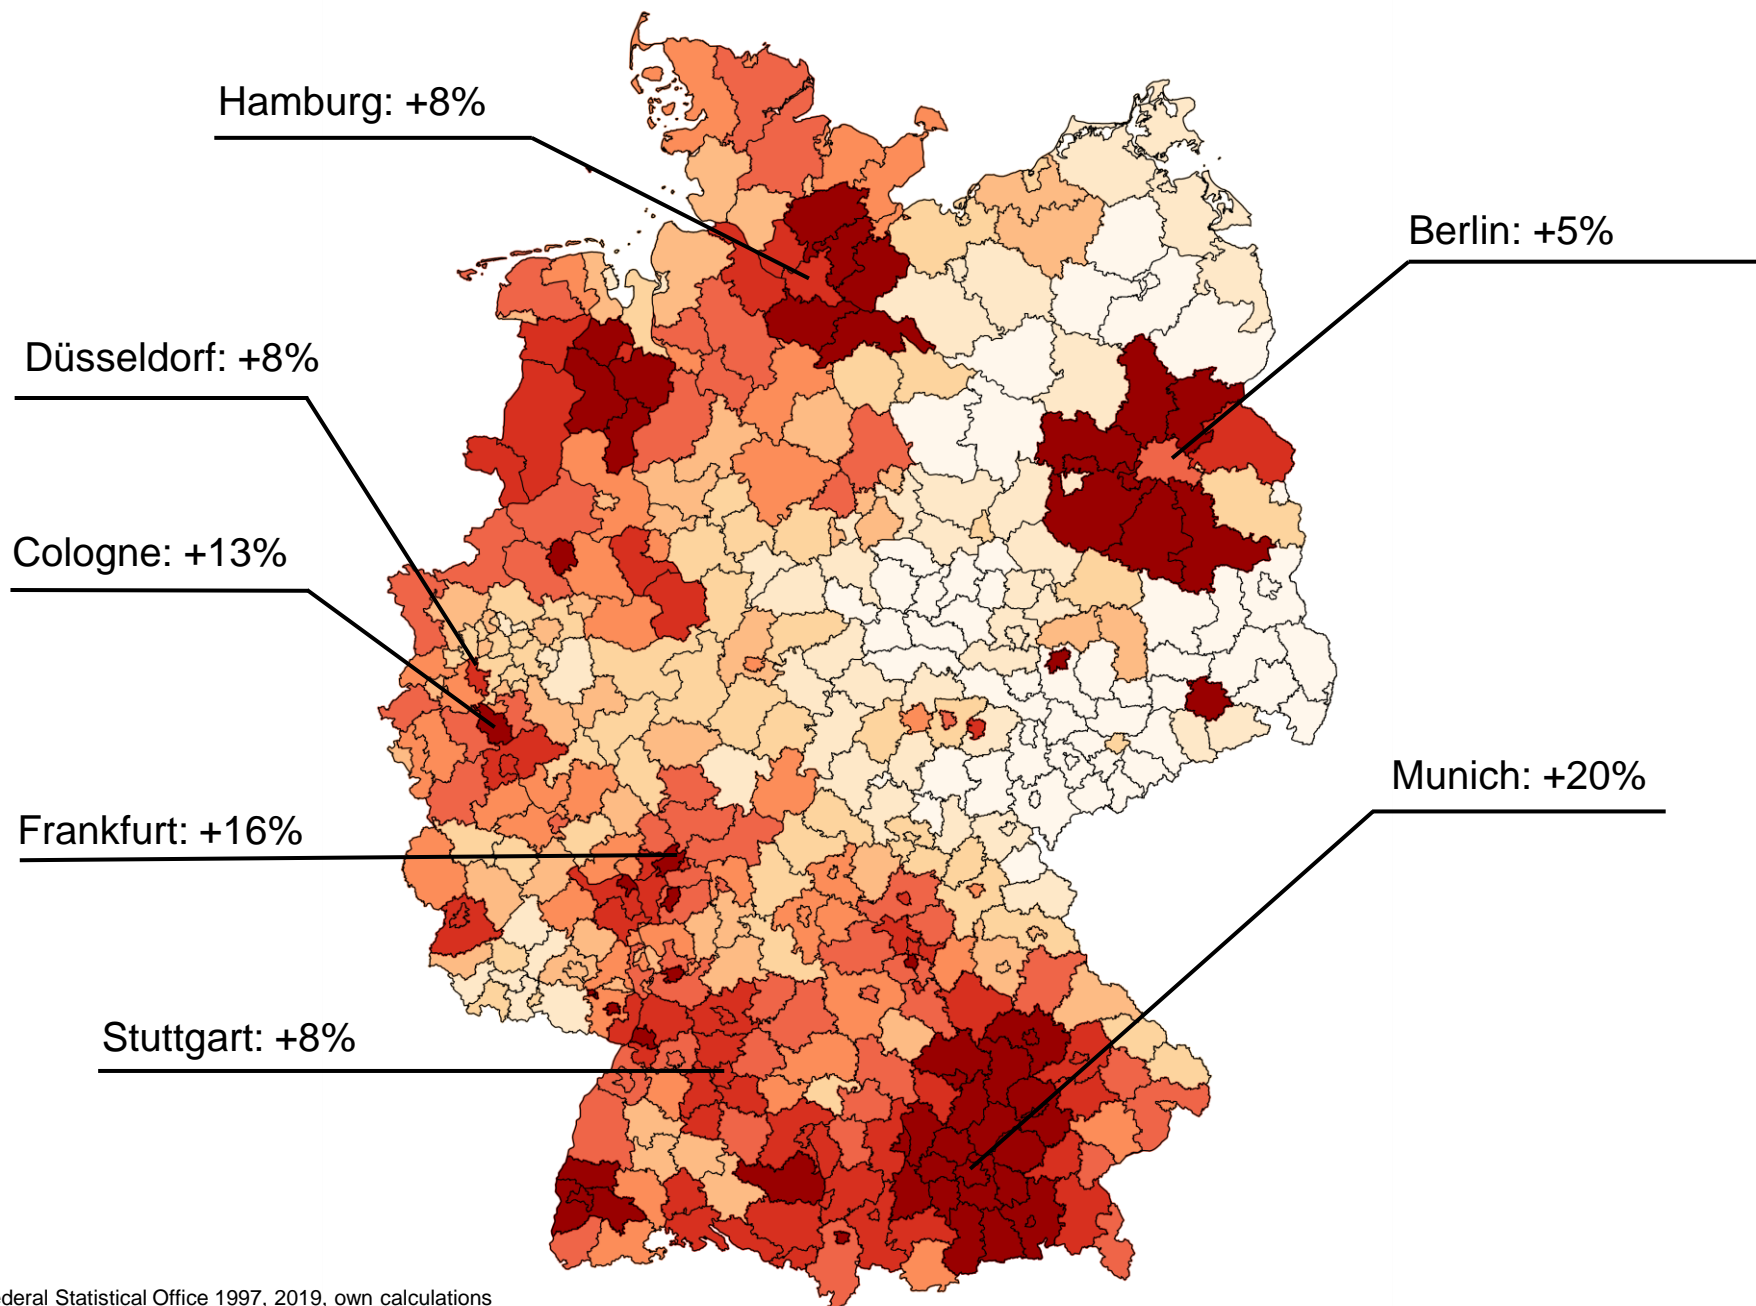 Hamburg: +8%
Berlin: +5%
Düsseldorf: +8%
Cologne: +13%
Munich: +20%
Frankfurt: +16%
Stuttgart: +8%
Statistical Office 1997, 2019, own calculations